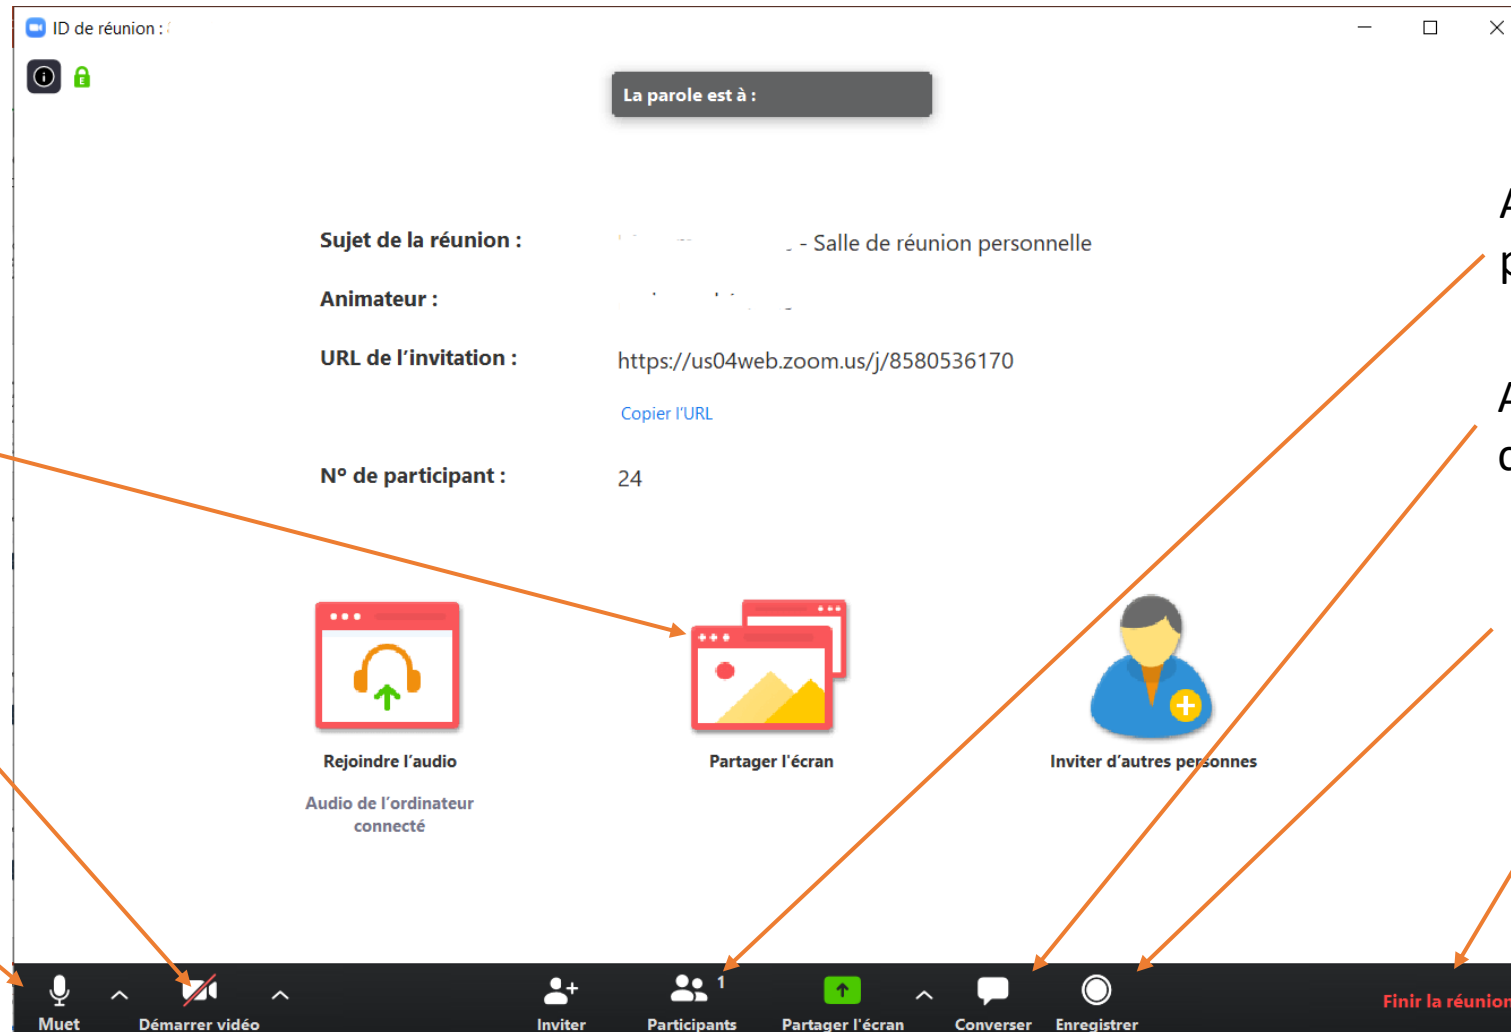 ID de réunion :
La parole est à :
Sujet de la réunion : - Salle de réunion personnelle
Animateur :
URL de l'invitation : https://us04web.zoom.us/j/8580536170
Copier l'URL
Nº de participant : 24
Rejoindre l'audio Partager l'écran Inviter d'autres personnes
Audio de l'ordinateur
connecté
1
Muet Démarrer vidéo Inviter Participants Partager l'écran Converser Enregistrer Finir la réunion